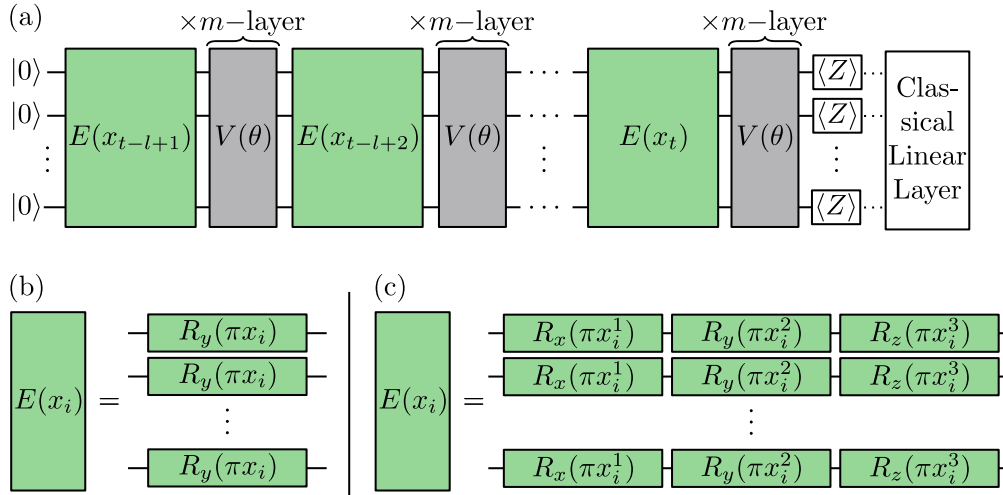 (a)
×m−layer ×m−layer ×m−layer
|0⟩ ⟨Z⟩
|0⟩ ⟨Z⟩
E(x_{t−l+1}) V(θ) E(x_{t−l+2}) V(θ) ··· E(x_t) V(θ)
|0⟩ ⟨Z⟩
Clas-
sical
Linear
Layer
(b)
E(x_i) =
R_y(πx_i)
R_y(πx_i)
R_y(πx_i)
(c)
E(x_i) =
R_x(πx_i^1) R_y(πx_i^2) R_z(πx_i^3)
R_x(πx_i^1) R_y(πx_i^2) R_z(πx_i^3)
R_x(πx_i^1) R_y(πx_i^2) R_z(πx_i^3)